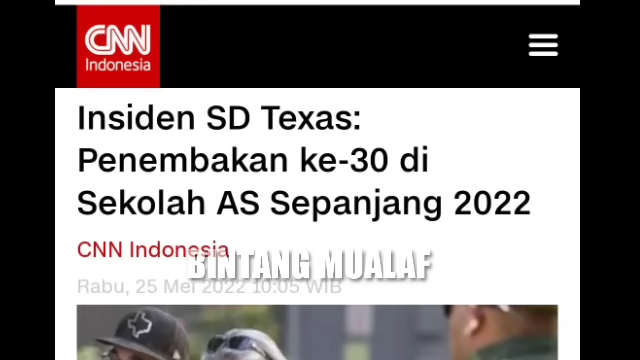 CNN
Indonesia
Insiden SD Texas:
Penembakan ke-30 di
Sekolah AS Sepanjang 2022
CNN Indonesia
BINTANG MUALAF
Rabu, 25 Mei 2022 10:05 WIB